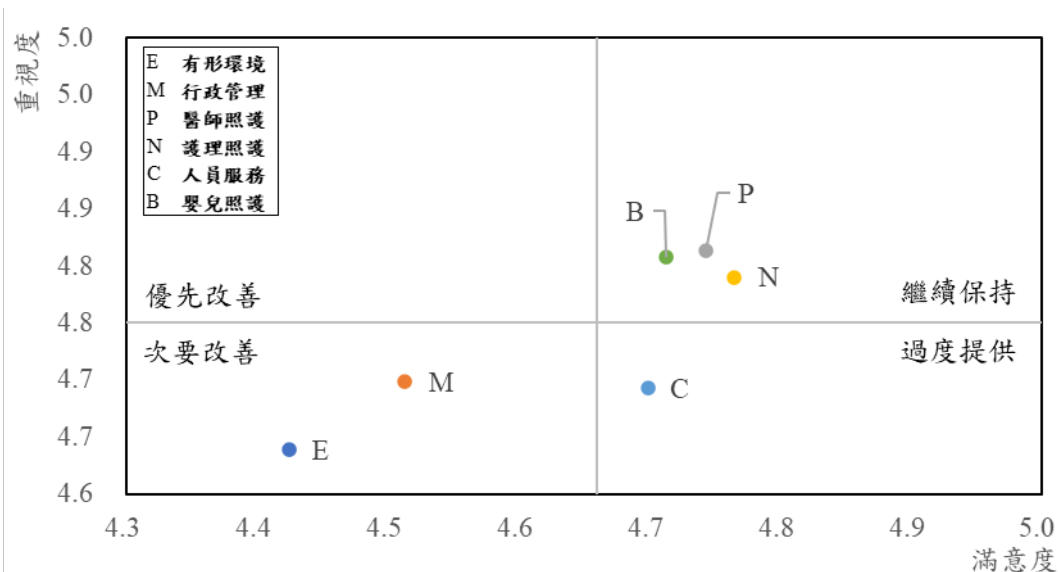 重視度
5.0
5.0
4.9
4.9
4.8
4.8
4.7
4.7
4.6
E 有形環境
M 行政管理
P 醫師照護
N 護理照護
C 人員服務
B 嬰兒照護
B
P
N
優先改善
繼續保持
次要改善
過度提供
M
C
E
4.3 4.4 4.5 4.6 4.7 4.8 4.9 5.0
滿意度